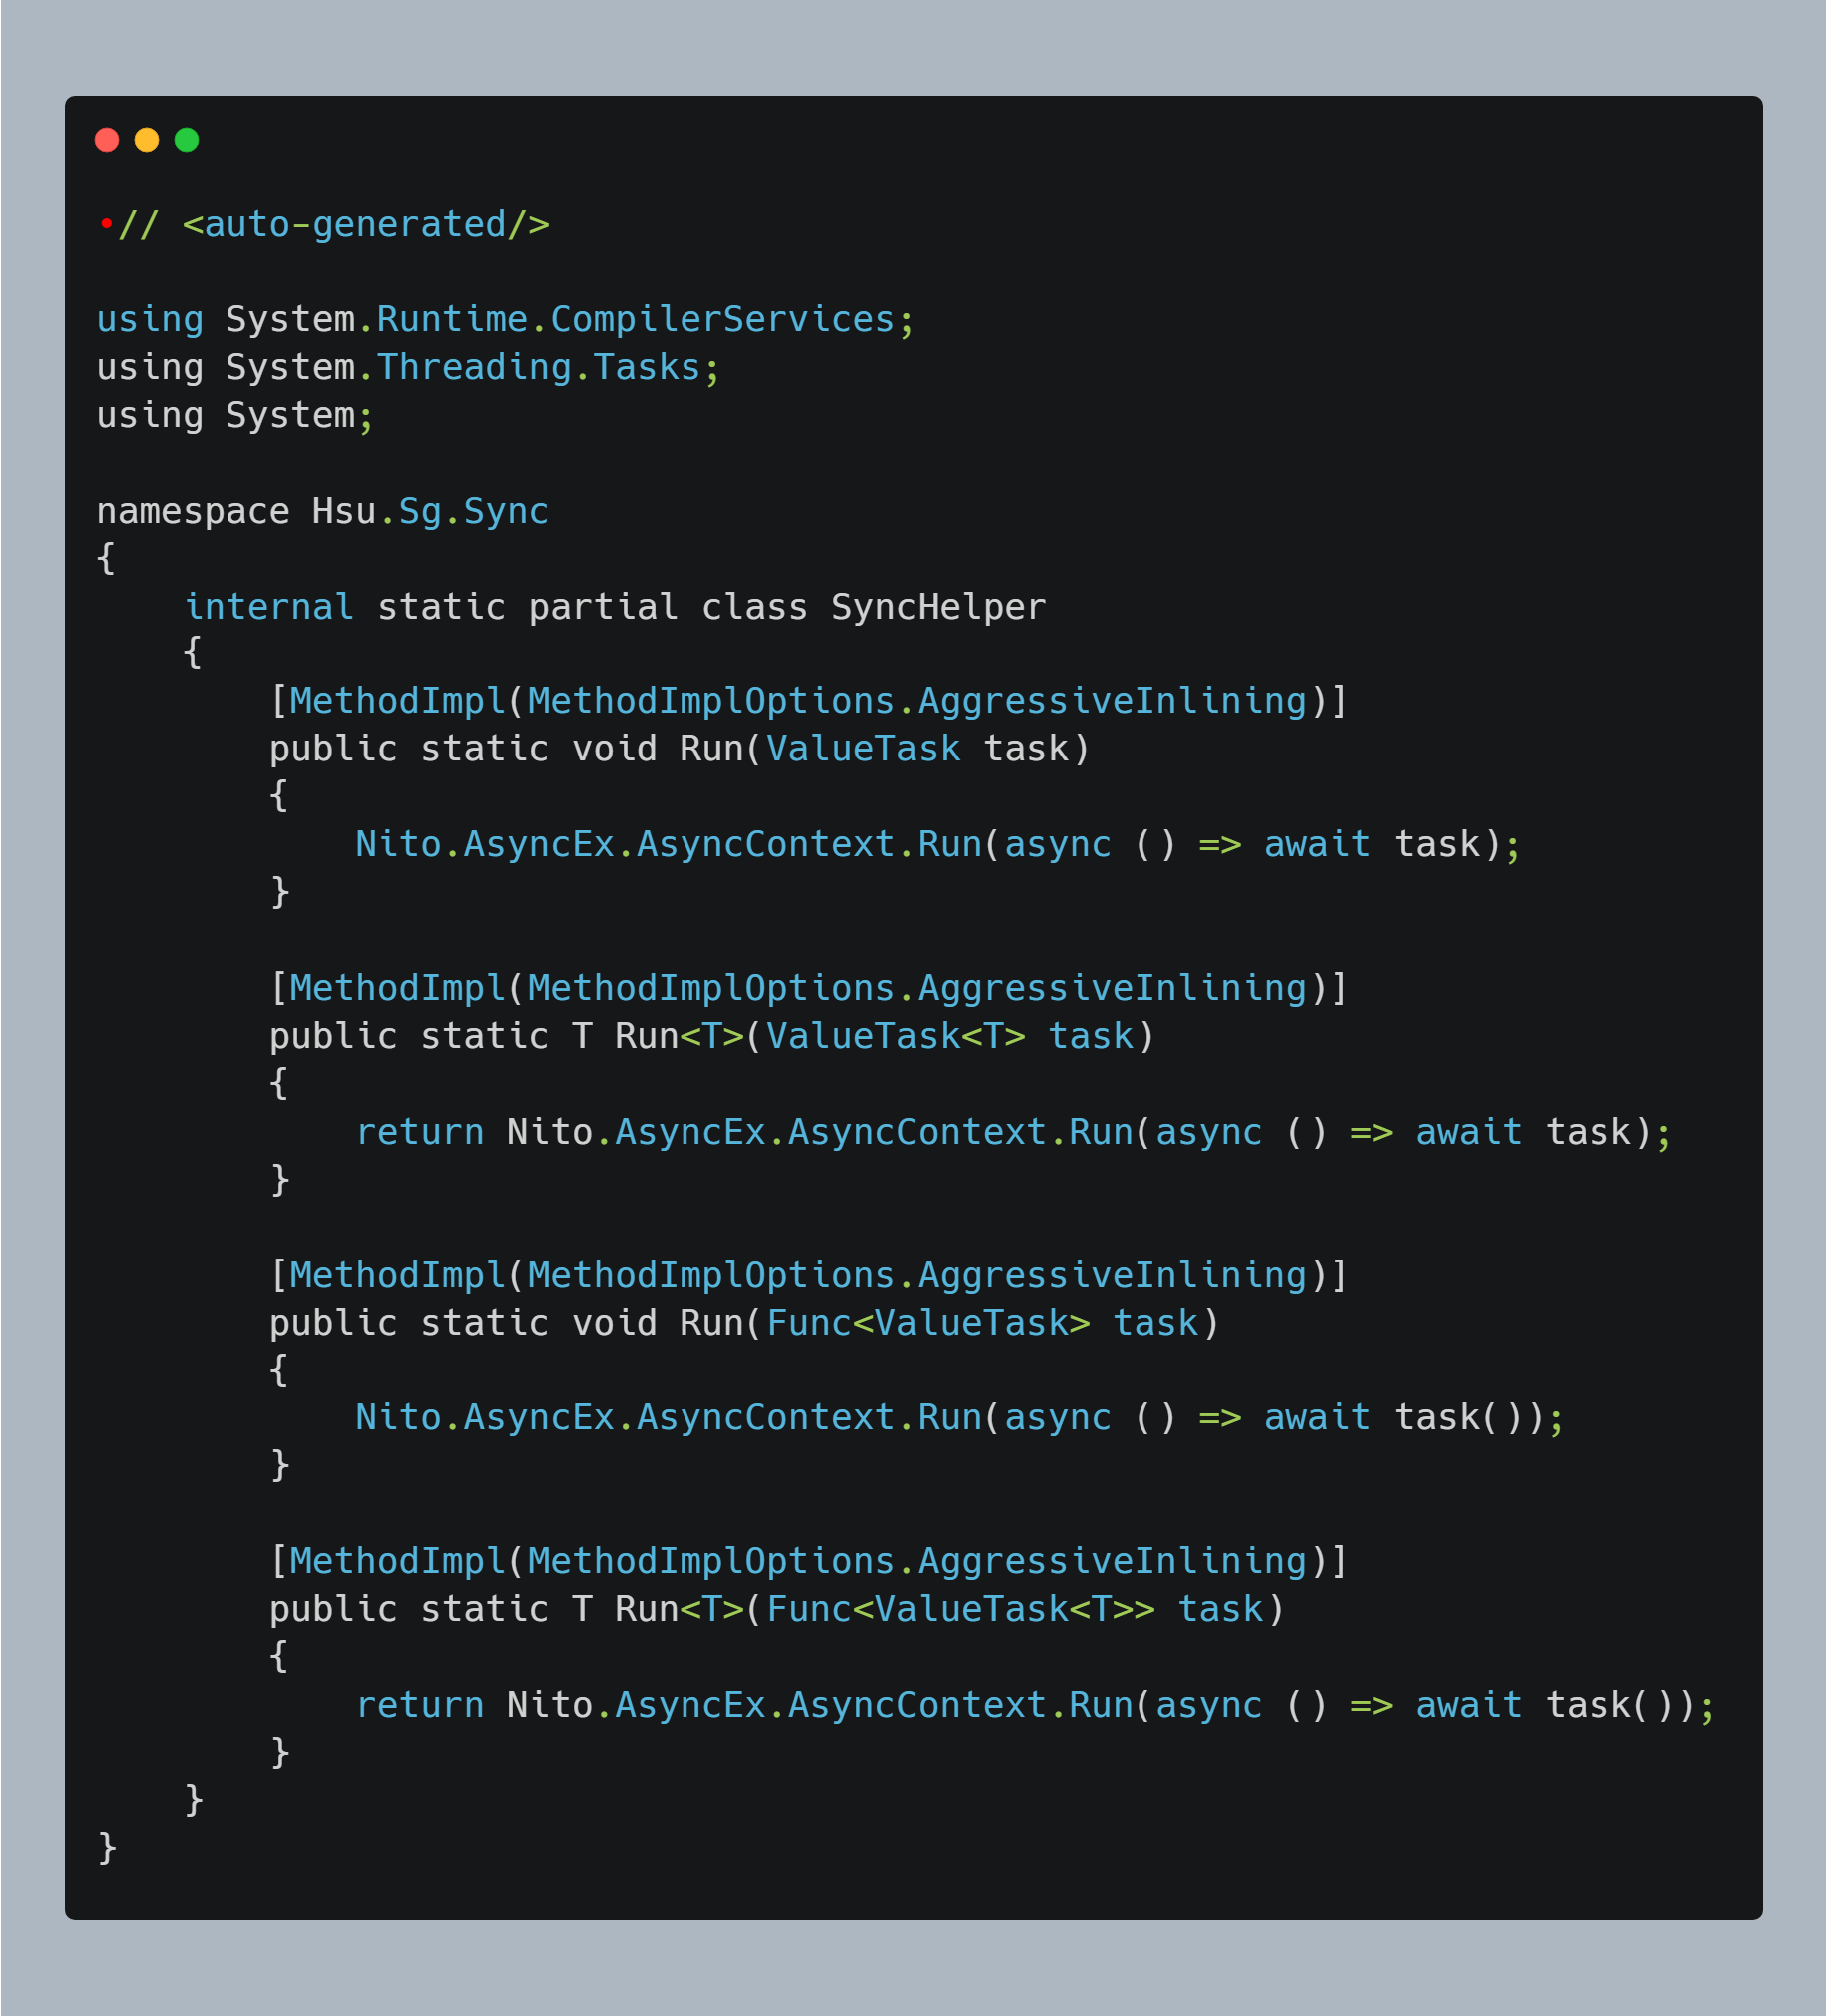 •// <auto-generated/>

using System.Runtime.CompilerServices;
using System.Threading.Tasks;
using System;

namespace Hsu.Sg.Sync
{
    internal static partial class SyncHelper
    {
        [MethodImpl(MethodImplOptions.AggressiveInlining)]
        public static void Run(ValueTask task)
        {
            Nito.AsyncEx.AsyncContext.Run(async () => await task);
        }

        [MethodImpl(MethodImplOptions.AggressiveInlining)]
        public static T Run<T>(ValueTask<T> task)
        {
            return Nito.AsyncEx.AsyncContext.Run(async () => await task);
        }

        [MethodImpl(MethodImplOptions.AggressiveInlining)]
        public static void Run(Func<ValueTask> task)
        {
            Nito.AsyncEx.AsyncContext.Run(async () => await task());
        }

        [MethodImpl(MethodImplOptions.AggressiveInlining)]
        public static T Run<T>(Func<ValueTask<T>> task)
        {
            return Nito.AsyncEx.AsyncContext.Run(async () => await task());
        }
    }
}